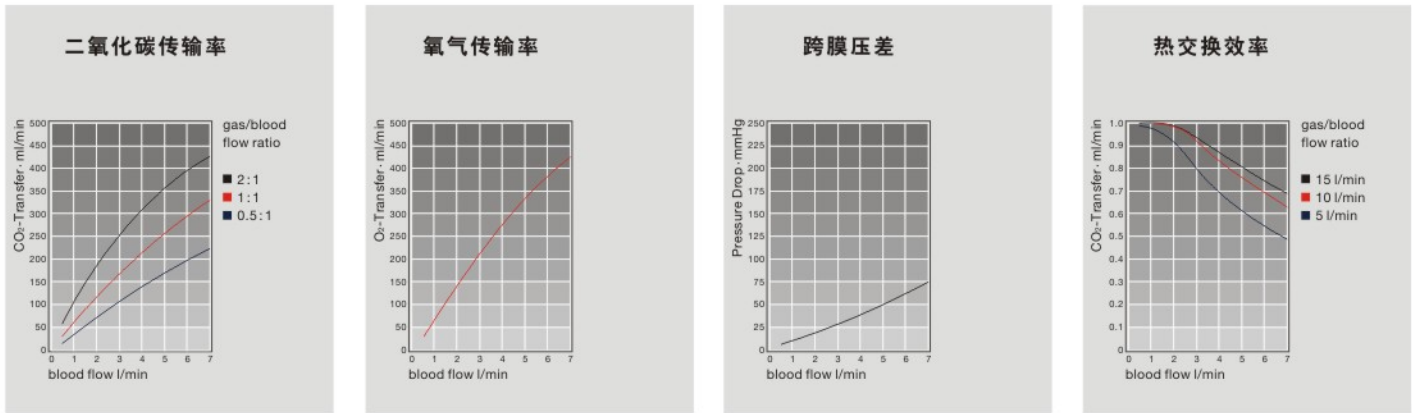 二氧化碳传输率
CO₂-Transfer · ml/min
500
450
400
350
300
250
200
150
100
50
0
0 1 2 3 4 5 6 7
blood flow l/min
gas/blood
flow ratio
2:1
1:1
0.5:1
氧气传输率
O₂-Transfer · ml/min
500
450
400
350
300
250
200
150
100
50
0
0 1 2 3 4 5 6 7
blood flow l/min
跨膜压差
Pressure Drop · mmHg
250
225
200
175
150
125
100
75
50
25
0
0 1 2 3 4 5 6 7
blood flow l/min
热交换效率
CO₂-Transfer · ml/min
1.0
0.9
0.8
0.7
0.6
0.5
0.4
0.3
0.2
0.1
0
0 1 2 3 4 5 6 7
blood flow l/min
gas/blood
flow ratio
15 l/min
10 l/min
5 l/min